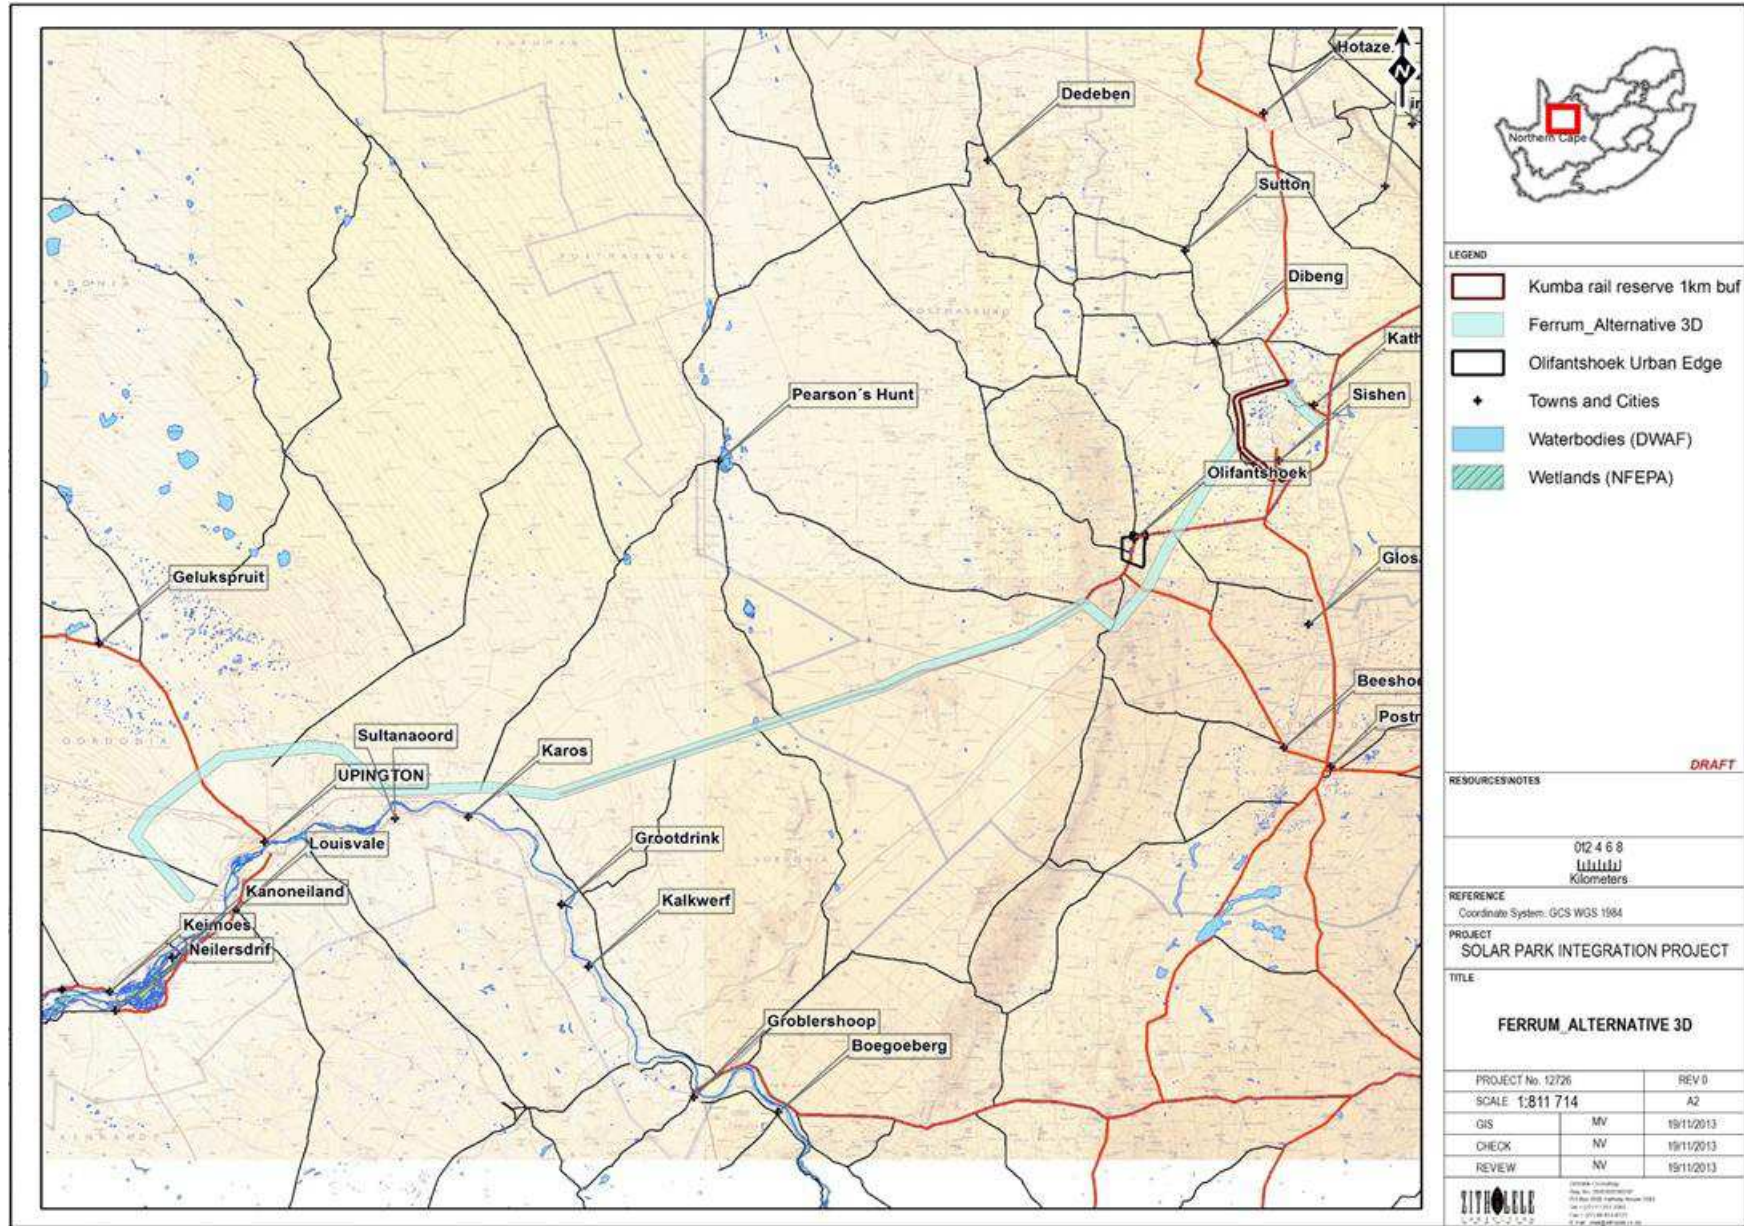 Hotaze.
N
Dedeben
Sutton
Dibeng
Kath
Sishen
Pearson´s Hunt
Olifantshoek
Glos.
Gelukspruit
Beeshoe
Postm
Sultanaoord
Karos
UPINGTON
Louisvale
Grootdrink
Kanoneiland
Kalkwerf
Keimoes
Neilersdrif
Groblershoop
Boegoeberg
GORDONIA
POSTMASBURG
Northern Cape
LEGEND
Kumba rail reserve 1km buf
Ferrum_Alternative 3D
Olifantshoek Urban Edge
Towns and Cities
Waterbodies (DWAF)
Wetlands (NFEPA)
DRAFT
RESOURCES\NOTES
012 4 6 8
Kilometers
REFERENCE
Coordinate System: GCS WGS 1984
PROJECT
SOLAR PARK INTEGRATION PROJECT
TITLE
FERRUM_ALTERNATIVE 3D
PROJECT No. 12726 REV 0
SCALE 1:811 714 A2
GIS MV 19/11/2013
CHECK NV 19/11/2013
REVIEW NV 19/11/2013
ZITHOLELE